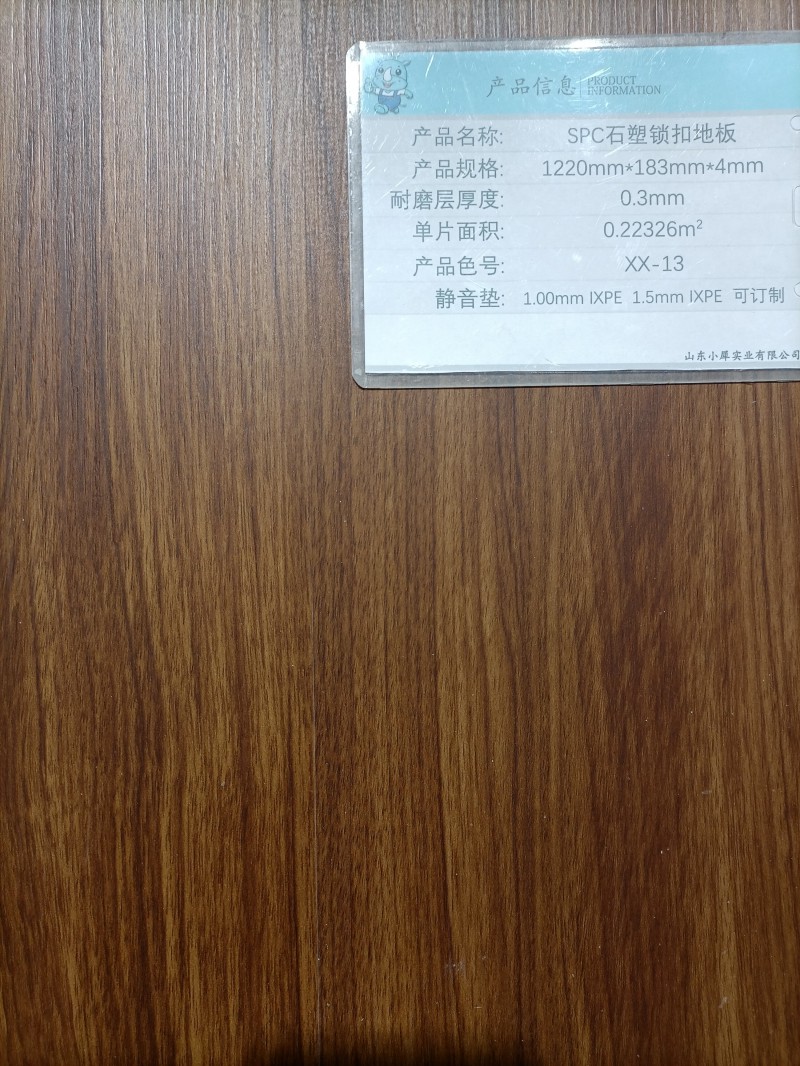 产品信息 PRODUCT
INFORMATION
产品名称: SPC石塑锁扣地板
产品规格: 1220mm*183mm*4mm
耐磨层厚度: 0.3mm
单片面积: 0.22326m²
产品色号: XX-13
静音垫: 1.00mm IXPE 1.5mm IXPE 可订制
山东小犀实业有限公司